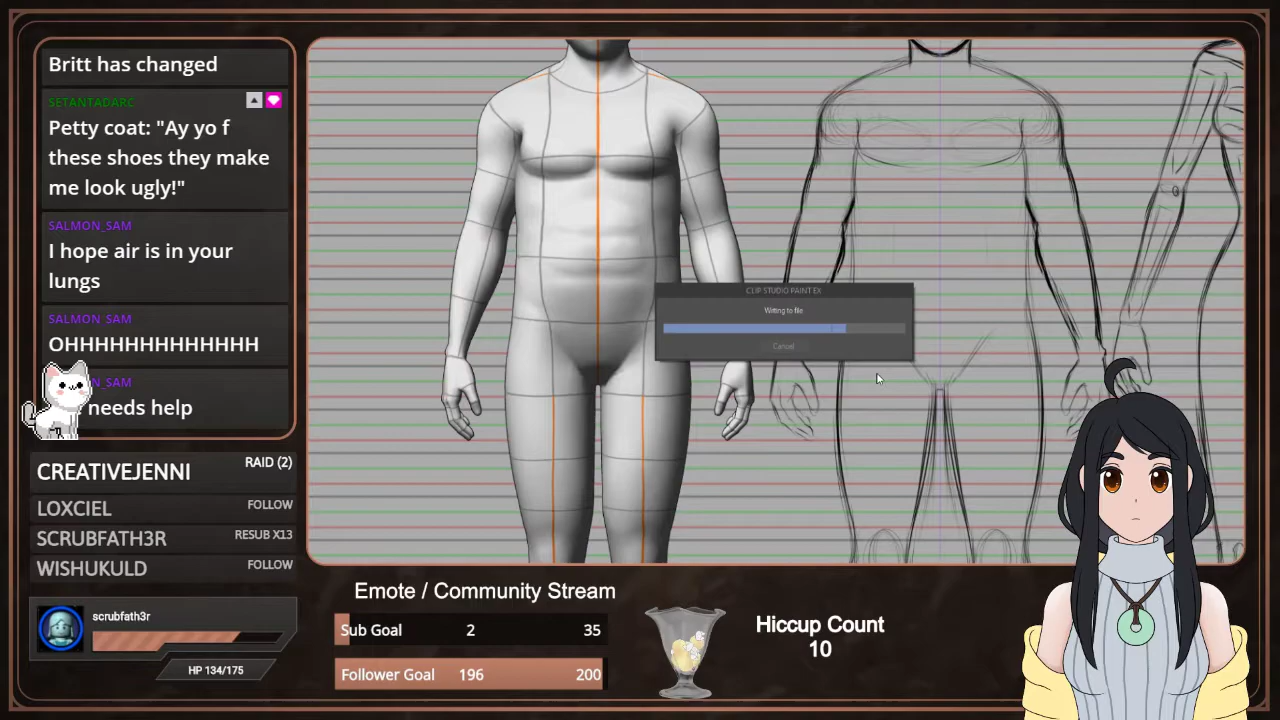 Britt has changed
SETANTADARC
Petty coat: "Ay yo f
these shoes they make
me look ugly!"
SALMON_SAM
I hope air is in your
lungs
SALMON_SAM
OHHHHHHHHHHHHH
N_SAM
needs help
CREATIVEJENNI RAID (2)
LOXCIEL FOLLOW
SCRUBFATH3R RESUB X13
WISHUKULD FOLLOW
scrubfath3r
HP 134/175
CLIP STUDIO PAINT EX
Writing to file
Cancel
Emote / Community Stream
Sub Goal 2 35
Follower Goal 196 200
Hiccup Count
10